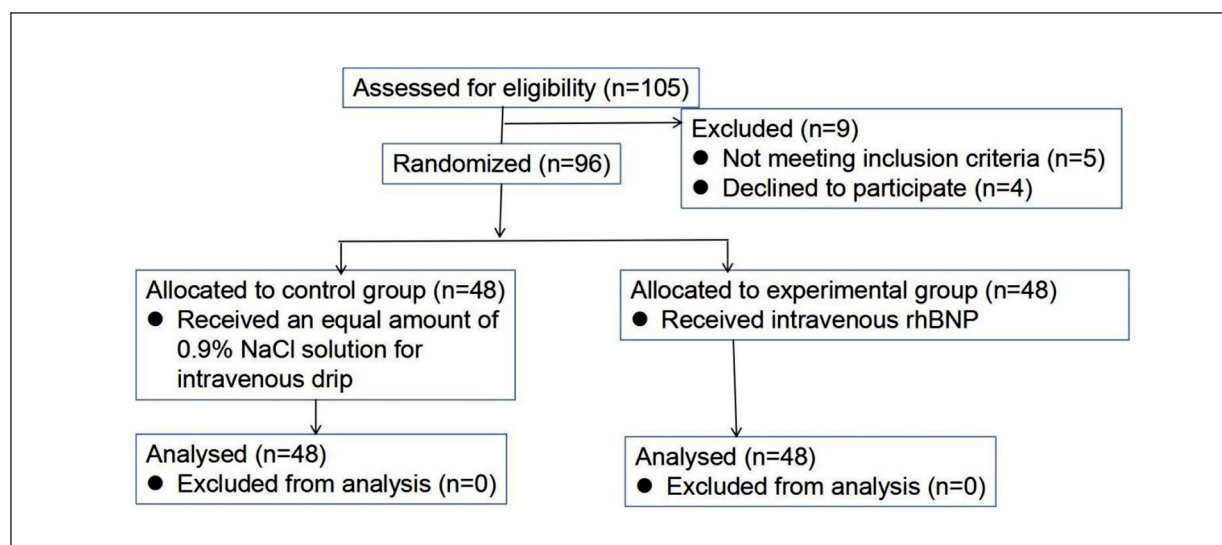 Assessed for eligibility (n=105)
Excluded (n=9)
● Not meeting inclusion criteria (n=5)
● Declined to participate (n=4)
Randomized (n=96)
Allocated to control group (n=48)
● Received an equal amount of
0.9% NaCl solution for
intravenous drip
Allocated to experimental group (n=48)
● Received intravenous rhBNP
Analysed (n=48)
● Excluded from analysis (n=0)
Analysed (n=48)
● Excluded from analysis (n=0)